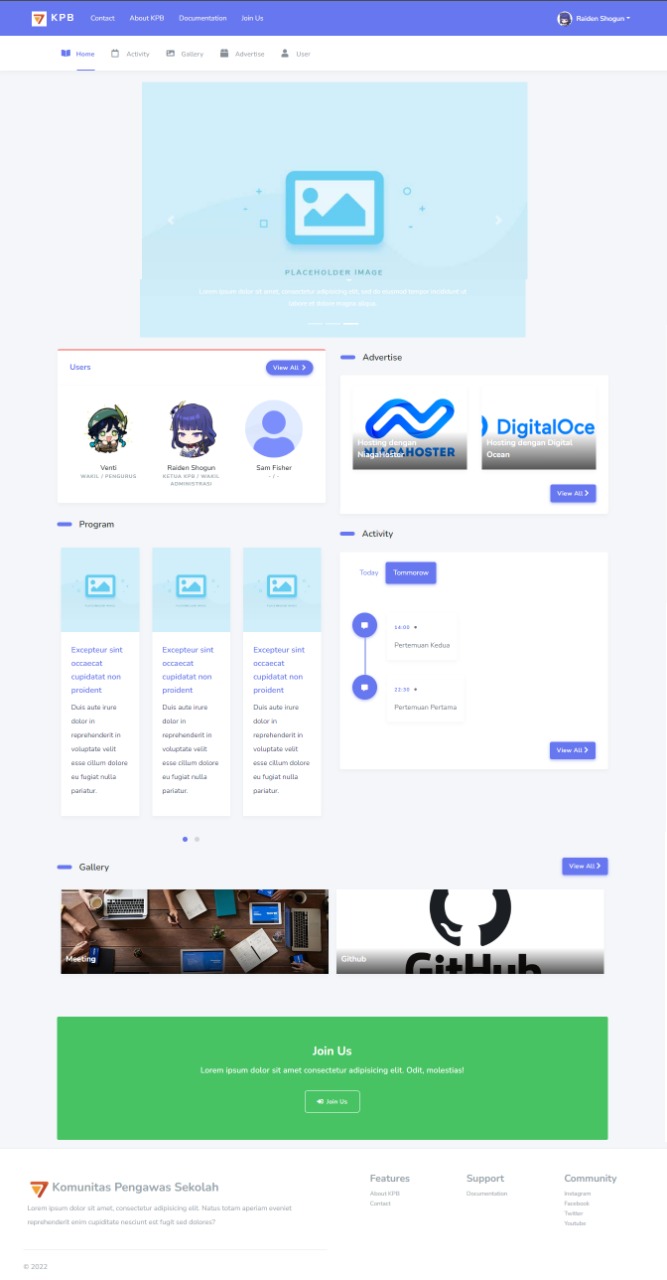 KPB Contact About KPB Documentation Join Us Raiden Shogun
Home Activity Gallery Advertise User
PLACEHOLDER IMAGE
Lorem ipsum dolor sit amet, consectetur adipisicing elit, sed do eiusmod tempor incididunt ut
labore et dolore magna aliqua.
Users View All
Venti
WAKIL / PENGURUS
Raiden Shogun
KETUA KPB / WAKIL
ADMINISTRASI
Sam Fisher
- / -
Advertise
Hosting dengan
NiagaHoster
NIAGAHOSTER
DigitalOce
Hosting dengan Digital
Ocean
View All
Program
Excepteur sint
occaecat
cupidatat non
proident
Duis aute irure
dolor in
reprehenderit in
voluptate velit
esse cillum dolore
eu fugiat nulla
pariatur.
Excepteur sint
occaecat
cupidatat non
proident
Duis aute irure
dolor in
reprehenderit in
voluptate velit
esse cillum dolore
eu fugiat nulla
pariatur.
Excepteur sint
occaecat
cupidatat non
proident
Duis aute irure
dolor in
reprehenderit in
voluptate velit
esse cillum dolore
eu fugiat nulla
pariatur.
Activity
Today Tommorow
14:00
Pertemuan Kedua
22:30
Pertemuan Pertama
View All
Gallery View All
Meeting
GitHub
Github
Join Us
Lorem ipsum dolor sit amet consectetur adipisicing elit. Odit, molestias!
Join Us
Komunitas Pengawas Sekolah
Lorem ipsum dolor sit amet, consectetur adipisicing elit. Natus totam aperiam eveniet
reprehenderit enim cupiditate nesciunt est fugit sed dolores?
Features
About KPB
Contact
Support
Documentation
Community
Instagram
Facebook
Twitter
Youtube
© 2022